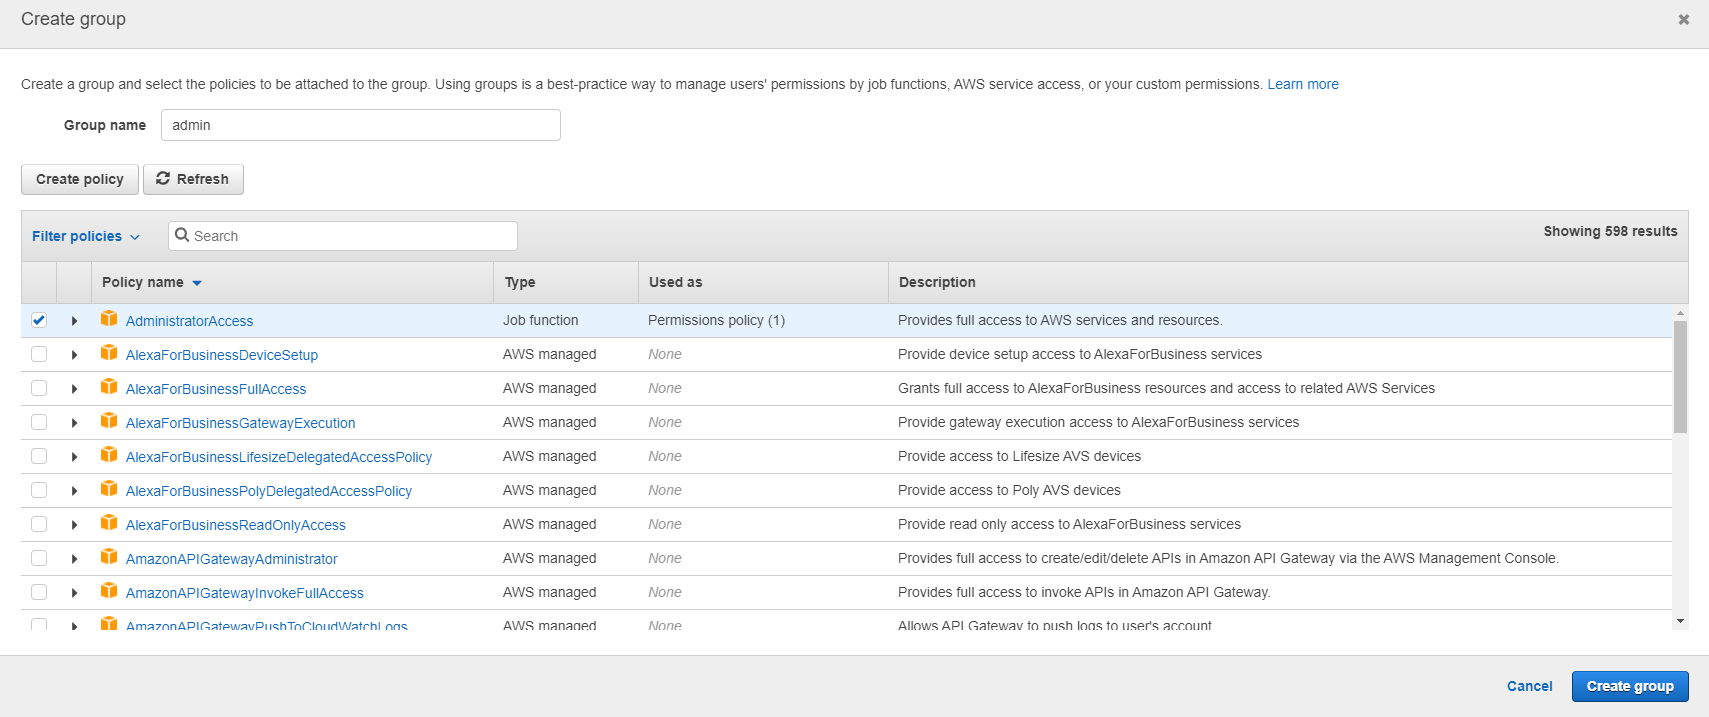 Create group
Create a group and select the policies to be attached to the group. Using groups is a best-practice way to manage users' permissions by job functions, AWS service access, or your custom permissions. Learn more
Group name admin
Create policy Refresh
Filter policies Search Showing 598 results
Policy name Type Used as Description
AdministratorAccess Job function Permissions policy (1) Provides full access to AWS services and resources.
AlexaForBusinessDeviceSetup AWS managed None Provide device setup access to AlexaForBusiness services
AlexaForBusinessFullAccess AWS managed None Grants full access to AlexaForBusiness resources and access to related AWS Services
AlexaForBusinessGatewayExecution AWS managed None Provide gateway execution access to AlexaForBusiness services
AlexaForBusinessLifesizeDelegatedAccessPolicy AWS managed None Provide access to Lifesize AVS devices
AlexaForBusinessPolyDelegatedAccessPolicy AWS managed None Provide access to Poly AVS devices
AlexaForBusinessReadOnlyAccess AWS managed None Provide read only access to AlexaForBusiness services
AmazonAPIGatewayAdministrator AWS managed None Provides full access to create/edit/delete APIs in Amazon API Gateway via the AWS Management Console.
AmazonAPIGatewayInvokeFullAccess AWS managed None Provides full access to invoke APIs in Amazon API Gateway.
AmazonAPIGatewayPushToCloudWatchLogs AWS managed None Allows API Gateway to push logs to user's account
Cancel Create group